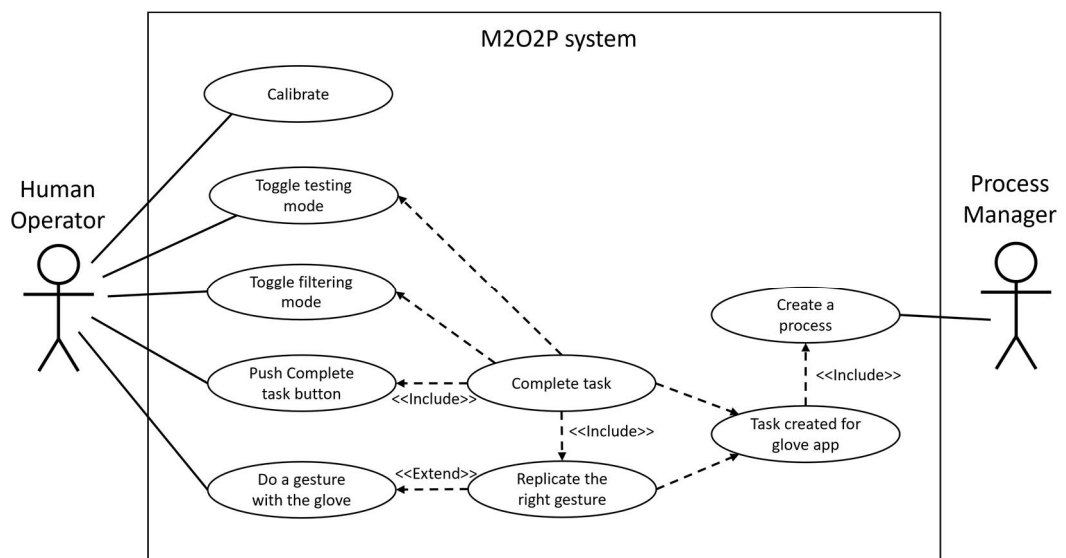 M2O2P system
Calibrate
Human
Operator
Toggle testing
mode
Process
Manager
Toggle filtering
mode
Create a
process
Push Complete
task button
<<Include>>
Complete task
<<Include>>
<<Include>>
Task created for
glove app
Do a gesture
with the glove
<<Extend>>
Replicate the
right gesture